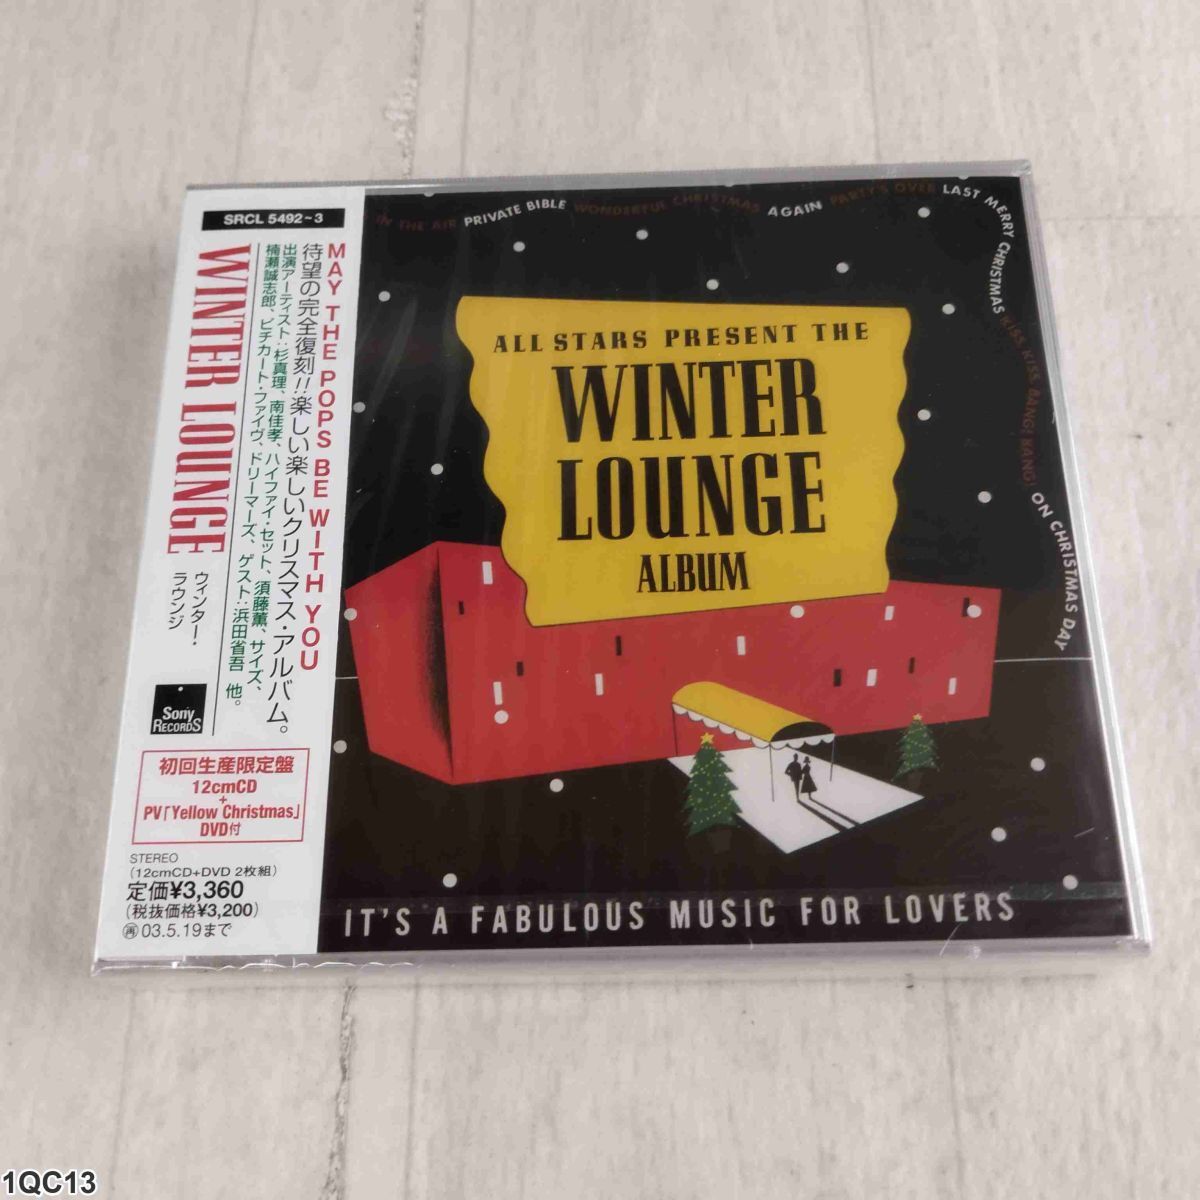 SRCL 5492~3
MAY THE POPS BE WITH YOU
待望の完全復刻!!楽しい楽しいクリスマス・アルバム。
出演アーティスト:杉真理、南佳孝、ハイファイ・セット、須藤薫、サイズ、
楠瀬誠志郎、ピチカート・ファイヴ、ドリーマーズ、ゲスト:浜田省吾 他。
WINTER LOUNGE
ウィンター・
ラウンジ
Sony
RECORDS
初回生産限定盤
12cmCD
+
PV「Yellow Christmas」
DVD付
STEREO
(12cmCD+DVD 2枚組)
定価¥3,360
(税抜価格¥3,200)
再 03.5.19まで
IN THE AIR PRIVATE BIBLE WONDERFUL CHRISTMAS AGAIN PARTY'S OVER LAST MERRY CHRISTMAS KISS KISS BANG! BANG! ON CHRISTMAS DAY
ALL STARS PRESENT THE
WINTER
LOUNGE
ALBUM
IT'S A FABULOUS MUSIC FOR LOVERS
1QC13